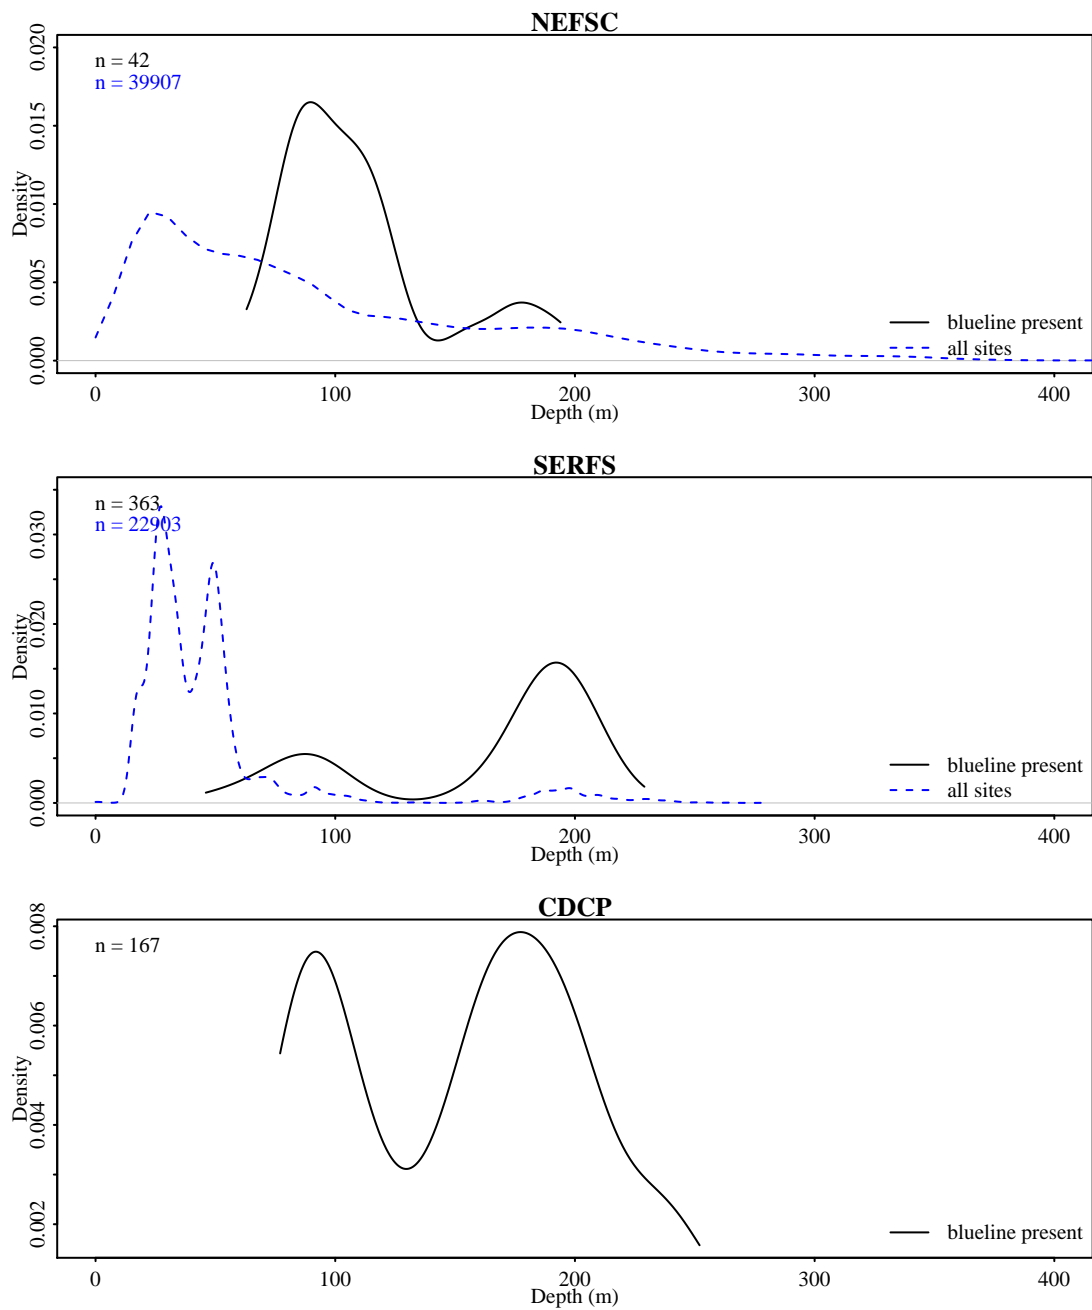 NEFSC
n = 42
n = 39907
0.020
0.015
0.010
0.005
0.000
Density
blueline present
all sites
0 100 200 300 400
Depth (m)
SERFS
n = 363
n = 22903
0.030
0.020
0.010
0.000
Density
blueline present
all sites
0 100 200 300 400
Depth (m)
CDCP
n = 167
0.008
0.006
0.004
0.002
Density
blueline present
0 100 200 300 400
Depth (m)